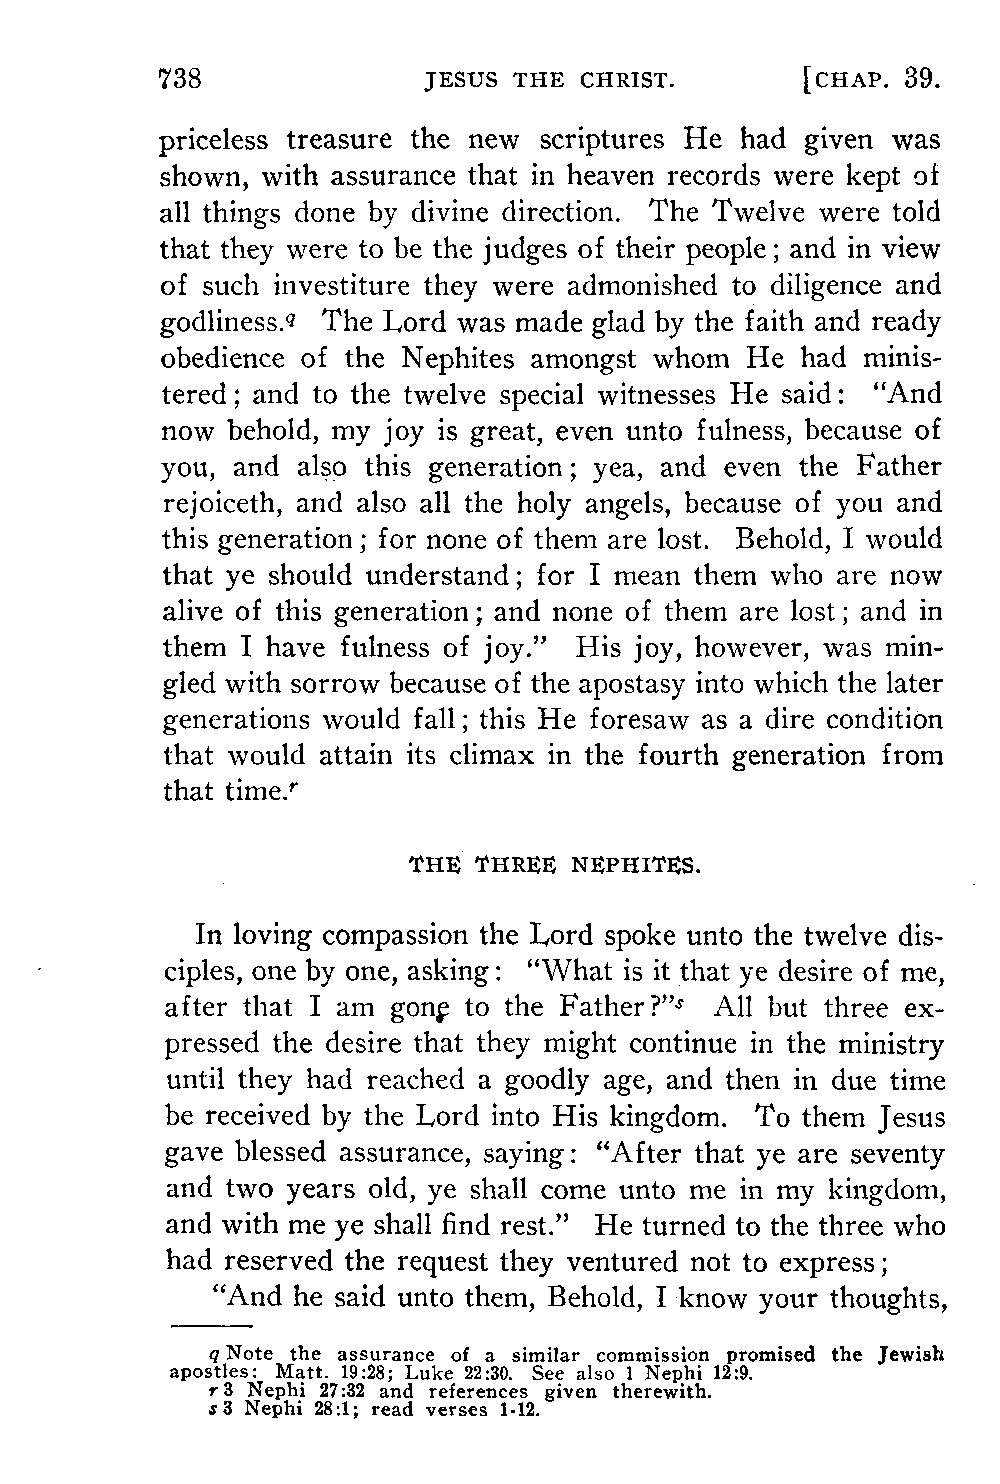 738 JESUS THE CHRIST. [CHAP. 39.
priceless treasure the new scriptures He had given was
shown, with assurance that in heaven records were kept of
all things done by divine direction. The Twelve were told
that they were to be the judges of their people; and in view
of such investiture they were admonished to diligence and
godliness.q The Lord was made glad by the faith and ready
obedience of the Nephites amongst whom He had minis-
tered; and to the twelve special witnesses He said: "And
now behold, my joy is great, even unto fulness, because of
you, and also this generation; yea, and even the Father
rejoiceth, and also all the holy angels, because of you and
this generation; for none of them are lost. Behold, I would
that ye should understand; for I mean them who are now
alive of this generation; and none of them are lost; and in
them I have fulness of joy." His joy, however, was min-
gled with sorrow because of the apostasy into which the later
generations would fall; this He foresaw as a dire condition
that would attain its climax in the fourth generation from
that time.r
THE THREE NEPHITES.
In loving compassion the Lord spoke unto the twelve dis-
ciples, one by one, asking: "What is it that ye desire of me,
after that I am gone to the Father?"s All but three ex-
pressed the desire that they might continue in the ministry
until they had reached a goodly age, and then in due time
be received by the Lord into His kingdom. To them Jesus
gave blessed assurance, saying: "After that ye are seventy
and two years old, ye shall come unto me in my kingdom,
and with me ye shall find rest." He turned to the three who
had reserved the request they ventured not to express;
"And he said unto them, Behold, I know your thoughts,
q Note the assurance of a similar commission promised the Jewish
apostles: Matt. 19:28; Luke 22:30. See also 1 Nephi 12:9.
r 3 Nephi 27:32 and references given therewith.
s 3 Nephi 28:1; read verses 1-12.